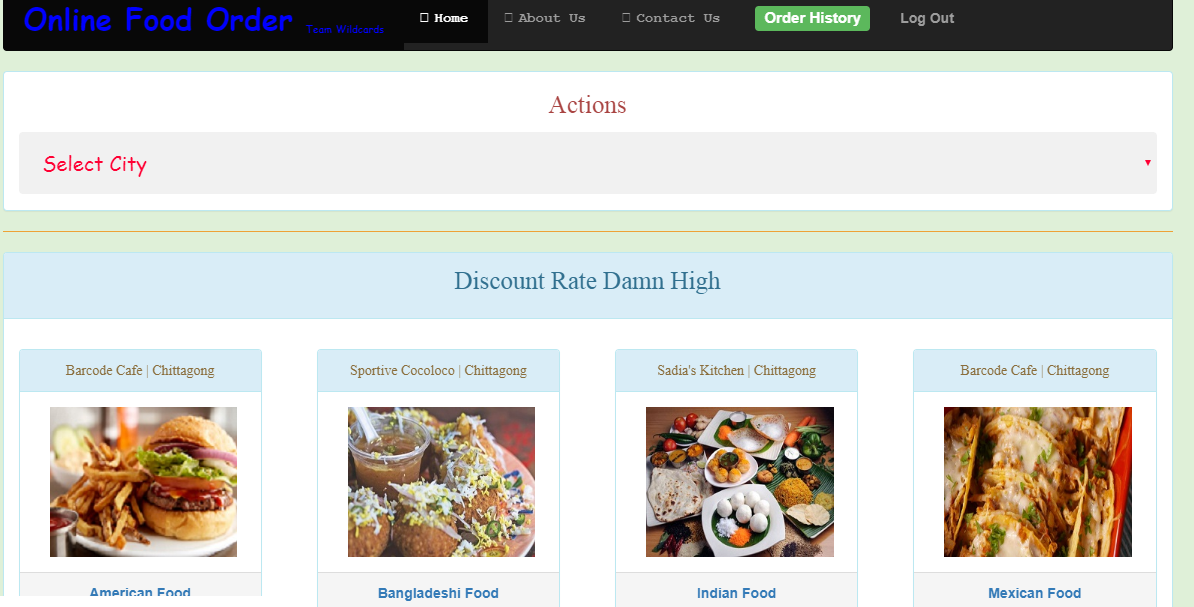 Online Food Order Team Wildcards Home About Us Contact Us Order History Log Out
Actions
Select City
Discount Rate Damn High
Barcode Cafe | Chittagong
Sportive Cocoloco | Chittagong
Sadia's Kitchen | Chittagong
Barcode Cafe | Chittagong
American Food
Bangladeshi Food
Indian Food
Mexican Food